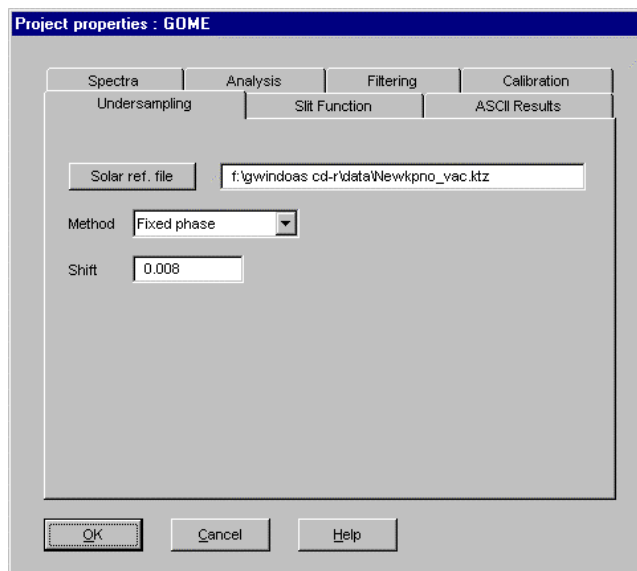 Project properties : GOME
Spectra Analysis Filtering Calibration
Undersampling Slit Function ASCII Results
Solar ref. file f:\gwindoas cd-r\data\Newkpno_vac.ktz
Method Fixed phase
Shift 0.008
OK Cancel Help